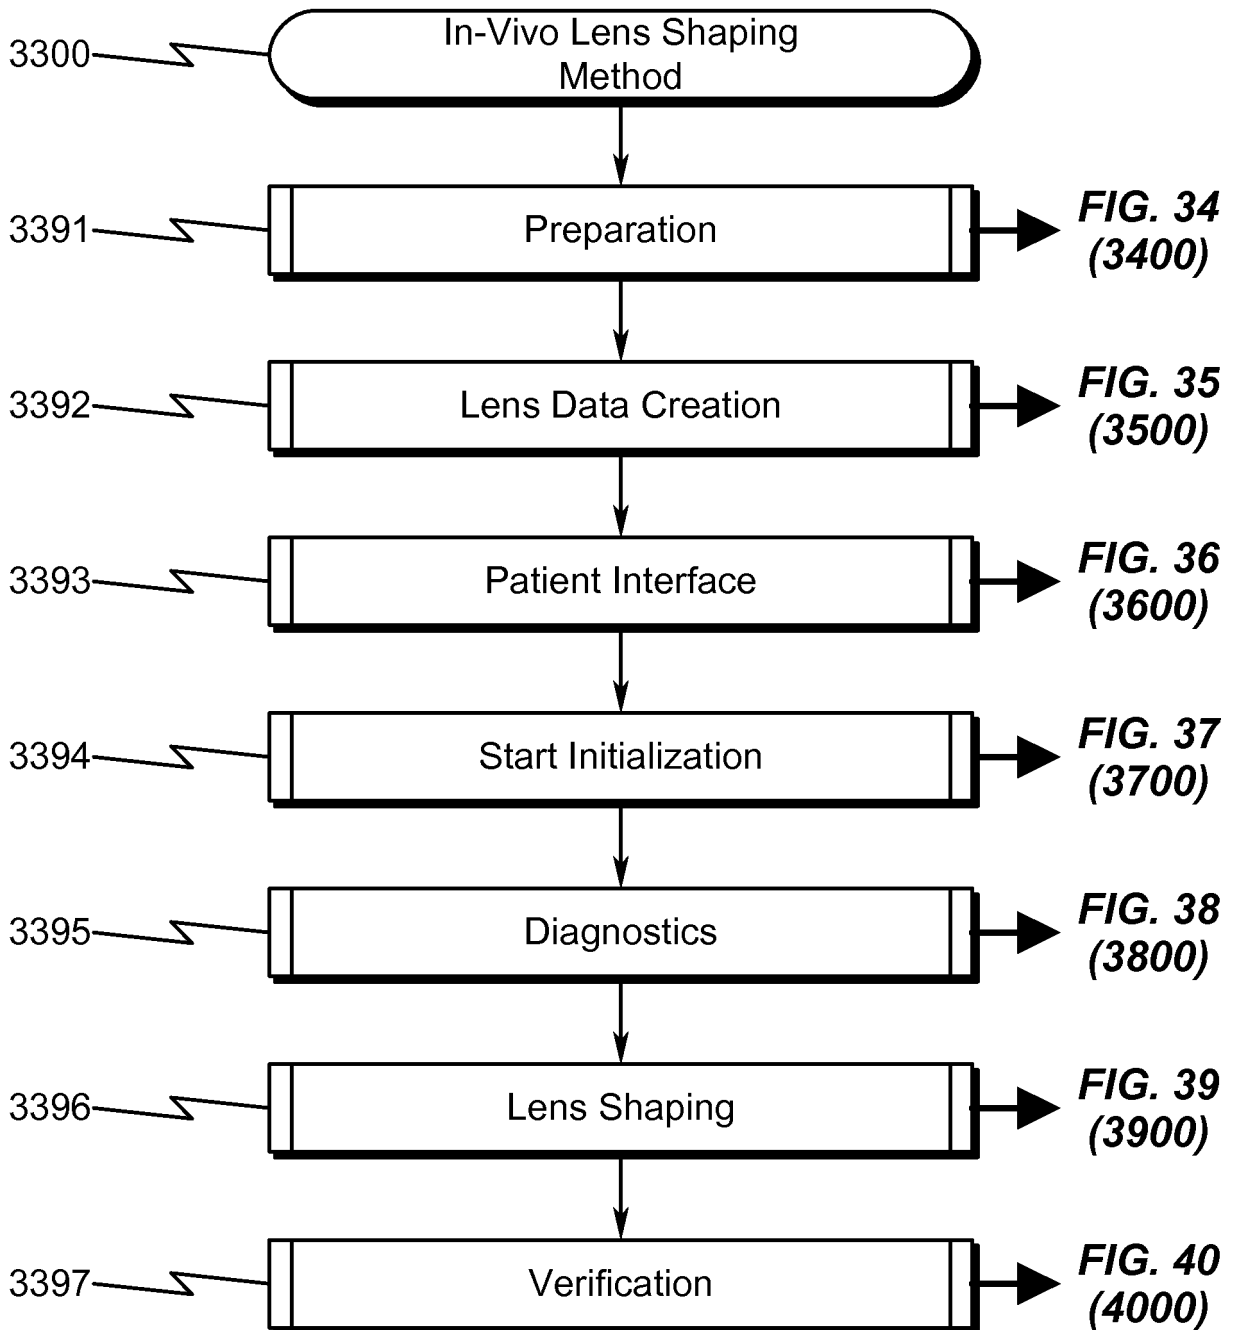 3300
In-Vivo Lens Shaping
Method
3391
Preparation
FIG. 34
(3400)
3392
Lens Data Creation
FIG. 35
(3500)
3393
Patient Interface
FIG. 36
(3600)
3394
Start Initialization
FIG. 37
(3700)
3395
Diagnostics
FIG. 38
(3800)
3396
Lens Shaping
FIG. 39
(3900)
3397
Verification
FIG. 40
(4000)